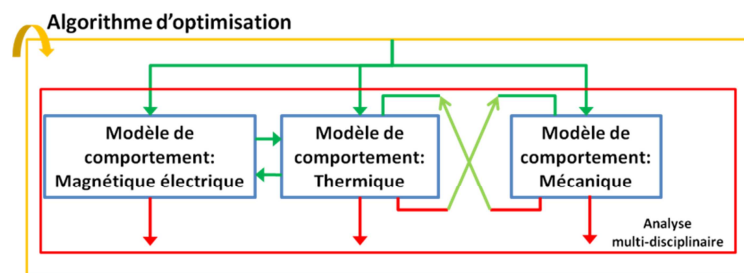 Algorithme d'optimisation
Modèle de
comportement:
Magnétique électrique
Modèle de
comportement:
Thermique
Modèle de
comportement:
Mécanique
Analyse
multi-disciplinaire